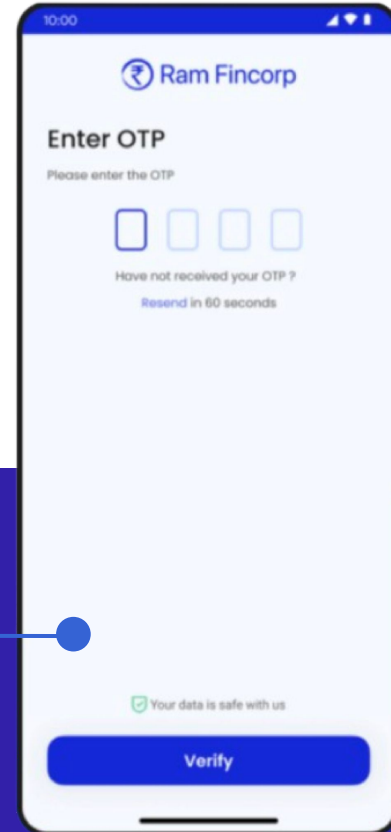 10:00
Ram Fincorp
Enter OTP
Please enter the OTP
Have not received your OTP ?
Resend in 60 seconds
Your data is safe with us
Verify